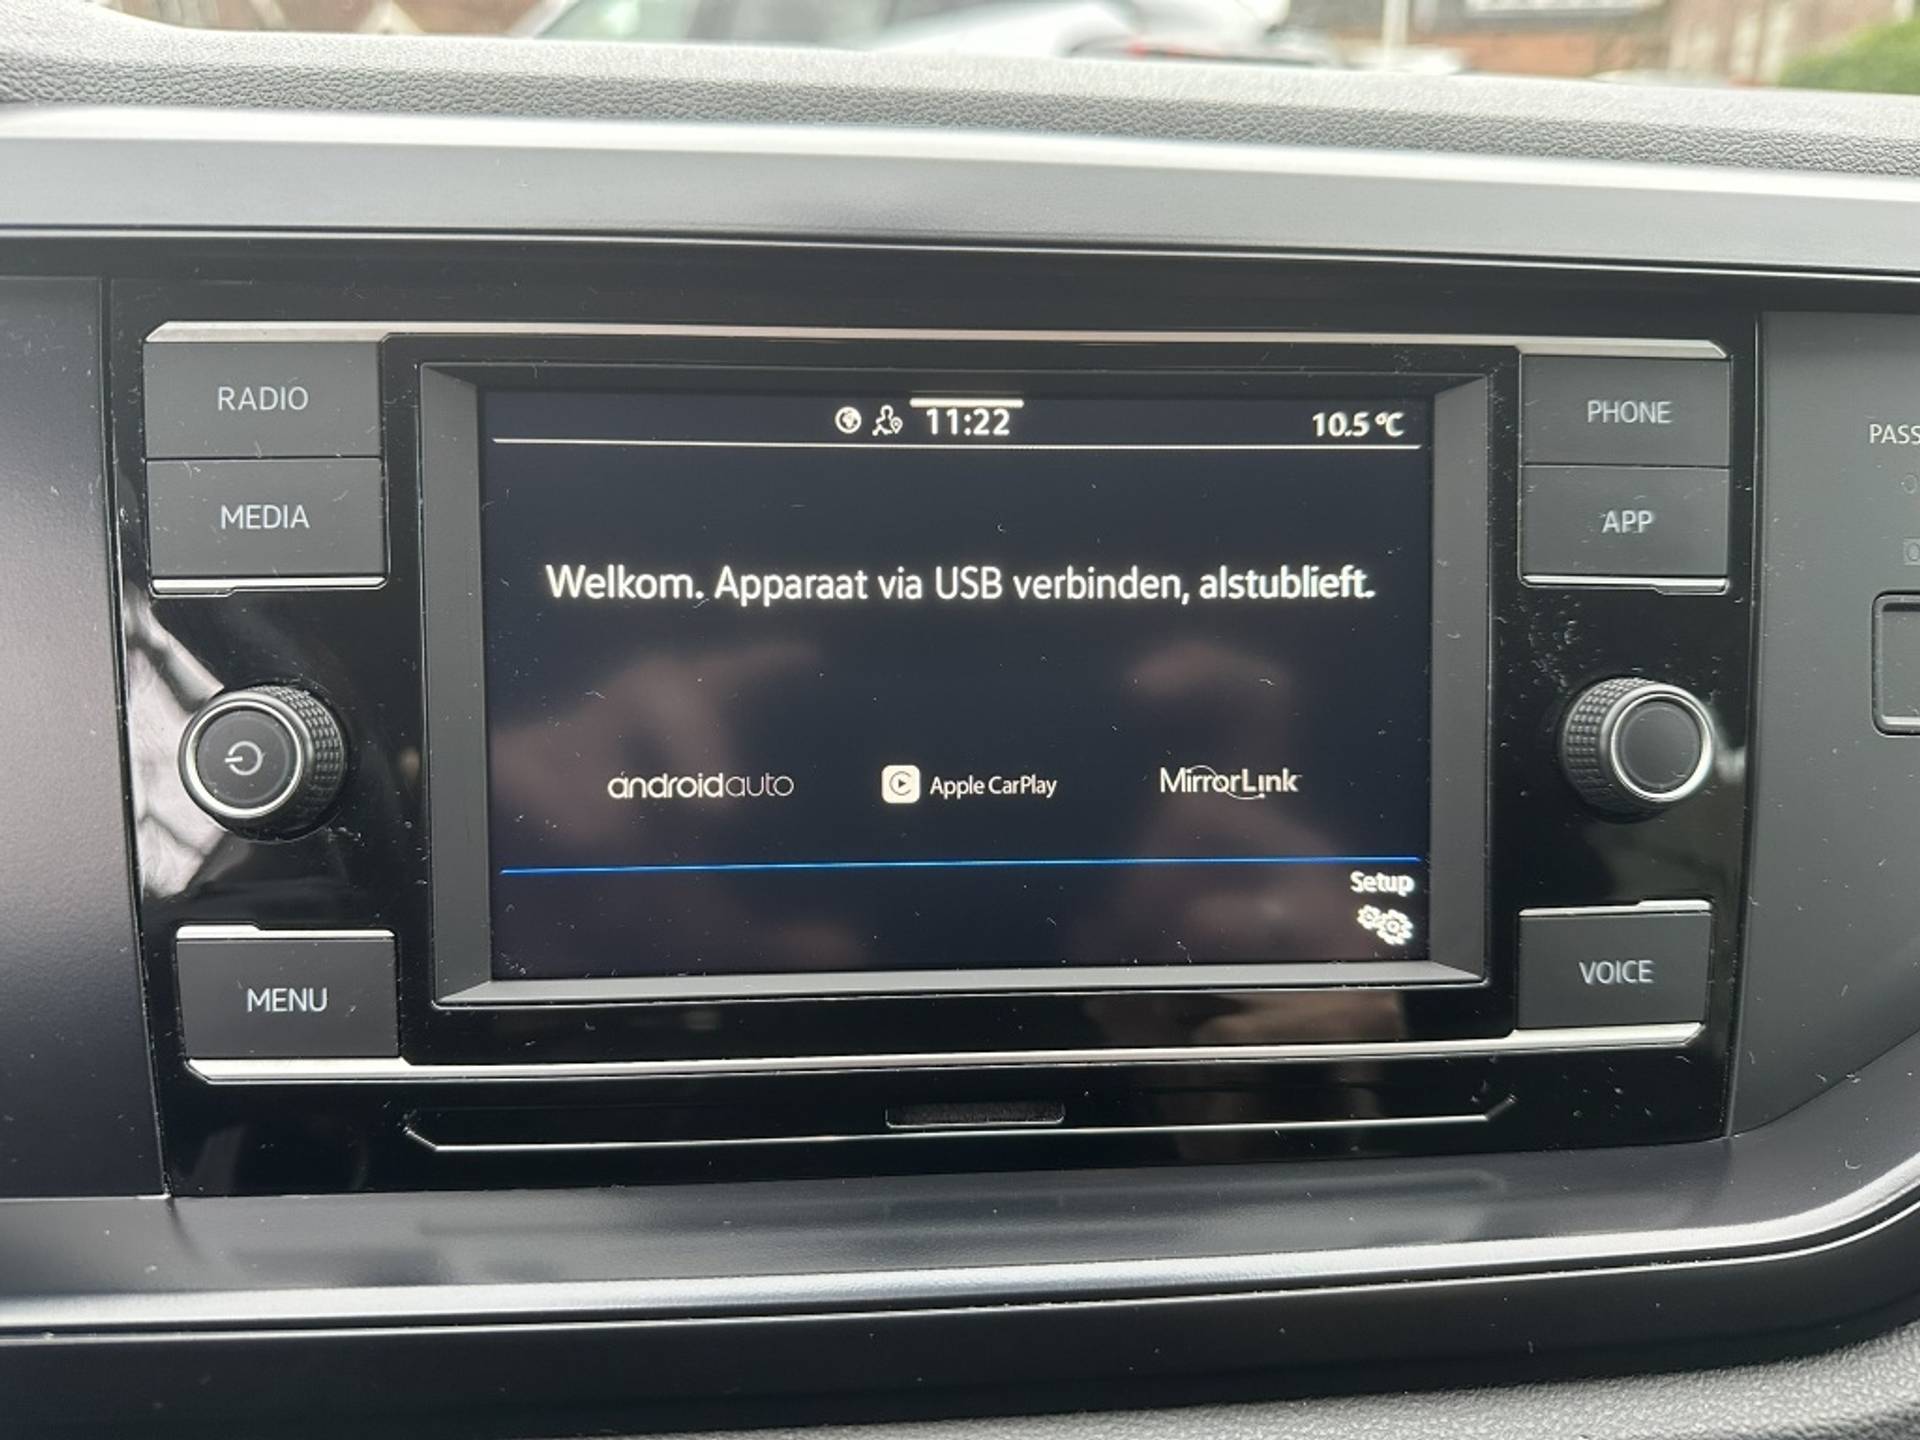 RADIO
MEDIA
MENU
11:22
10.5 °C
Welkom. Apparaat via USB verbinden, alstublieft.
androidauto
Apple CarPlay
MirrorLink
Setup
PHONE
APP
VOICE
PASS